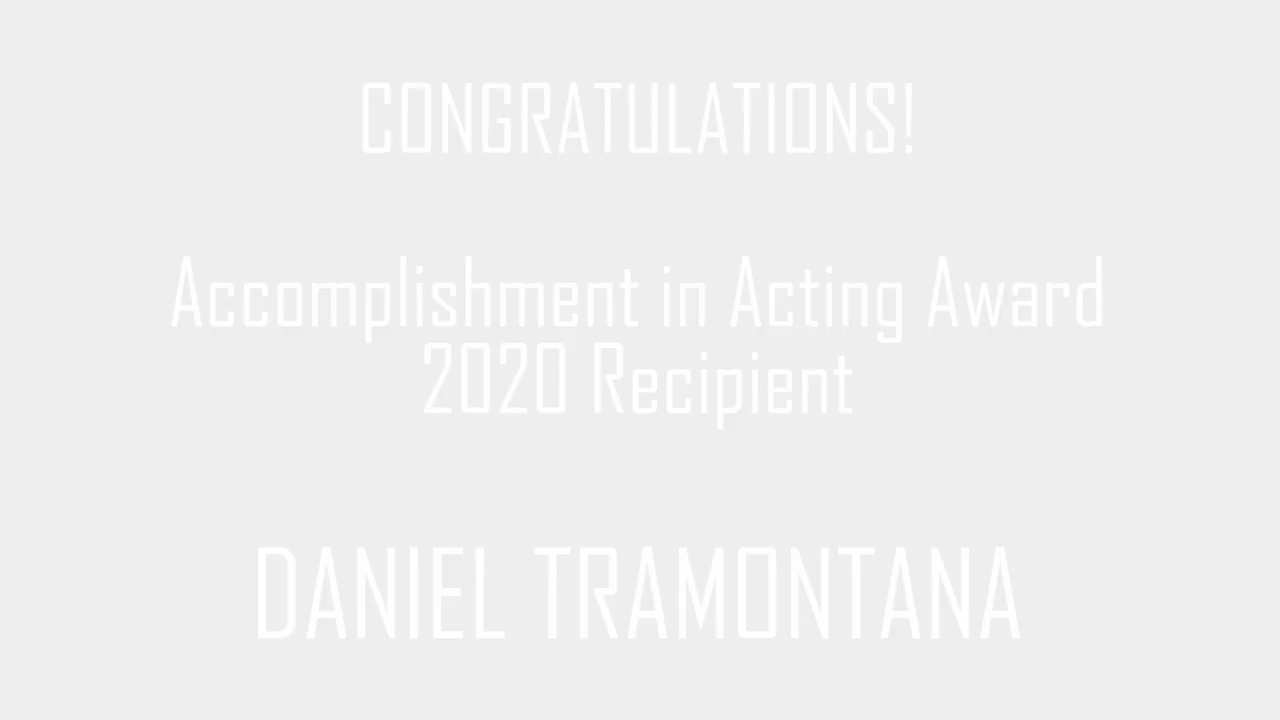 CONGRATULATIONS!
Accomplishment in Acting Award
2020 Recipient
DANIEL TRAMONTANA